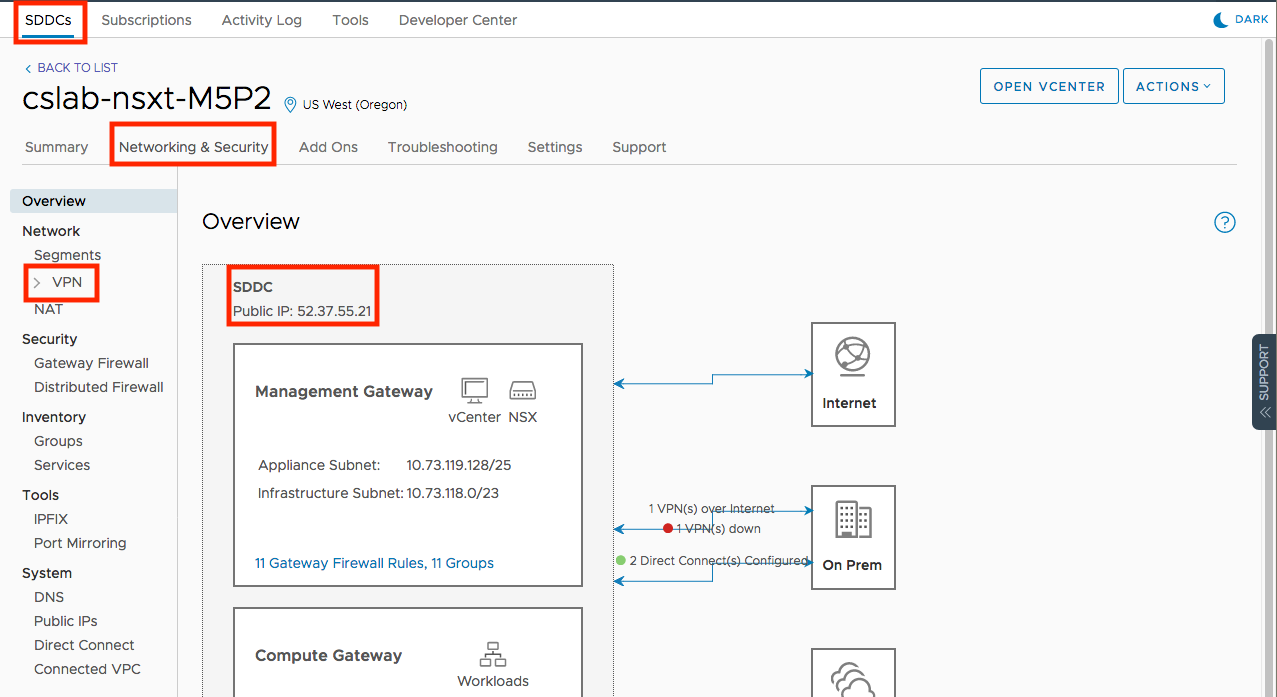 SDDCs Subscriptions Activity Log Tools Developer Center DARK
BACK TO LIST
cslab-nsxt-M5P2 US West (Oregon) OPEN VCENTER ACTIONS
Summary Networking & Security Add Ons Troubleshooting Settings Support
Overview
Network
Segments
VPN
NAT
Security
Gateway Firewall
Distributed Firewall
Inventory
Groups
Services
Tools
IPFIX
Port Mirroring
System
DNS
Public IPs
Direct Connect
Connected VPC
Overview
?
SDDC
Public IP: 52.37.55.21
Management Gateway
vCenter NSX
Appliance Subnet: 10.73.119.128/25
Infrastructure Subnet: 10.73.118.0/23
11 Gateway Firewall Rules, 11 Groups
Compute Gateway
Workloads
Internet
1 VPN(s) over Internet
1 VPN(s) down
2 Direct Connect(s) Configured
On Prem
SUPPORT